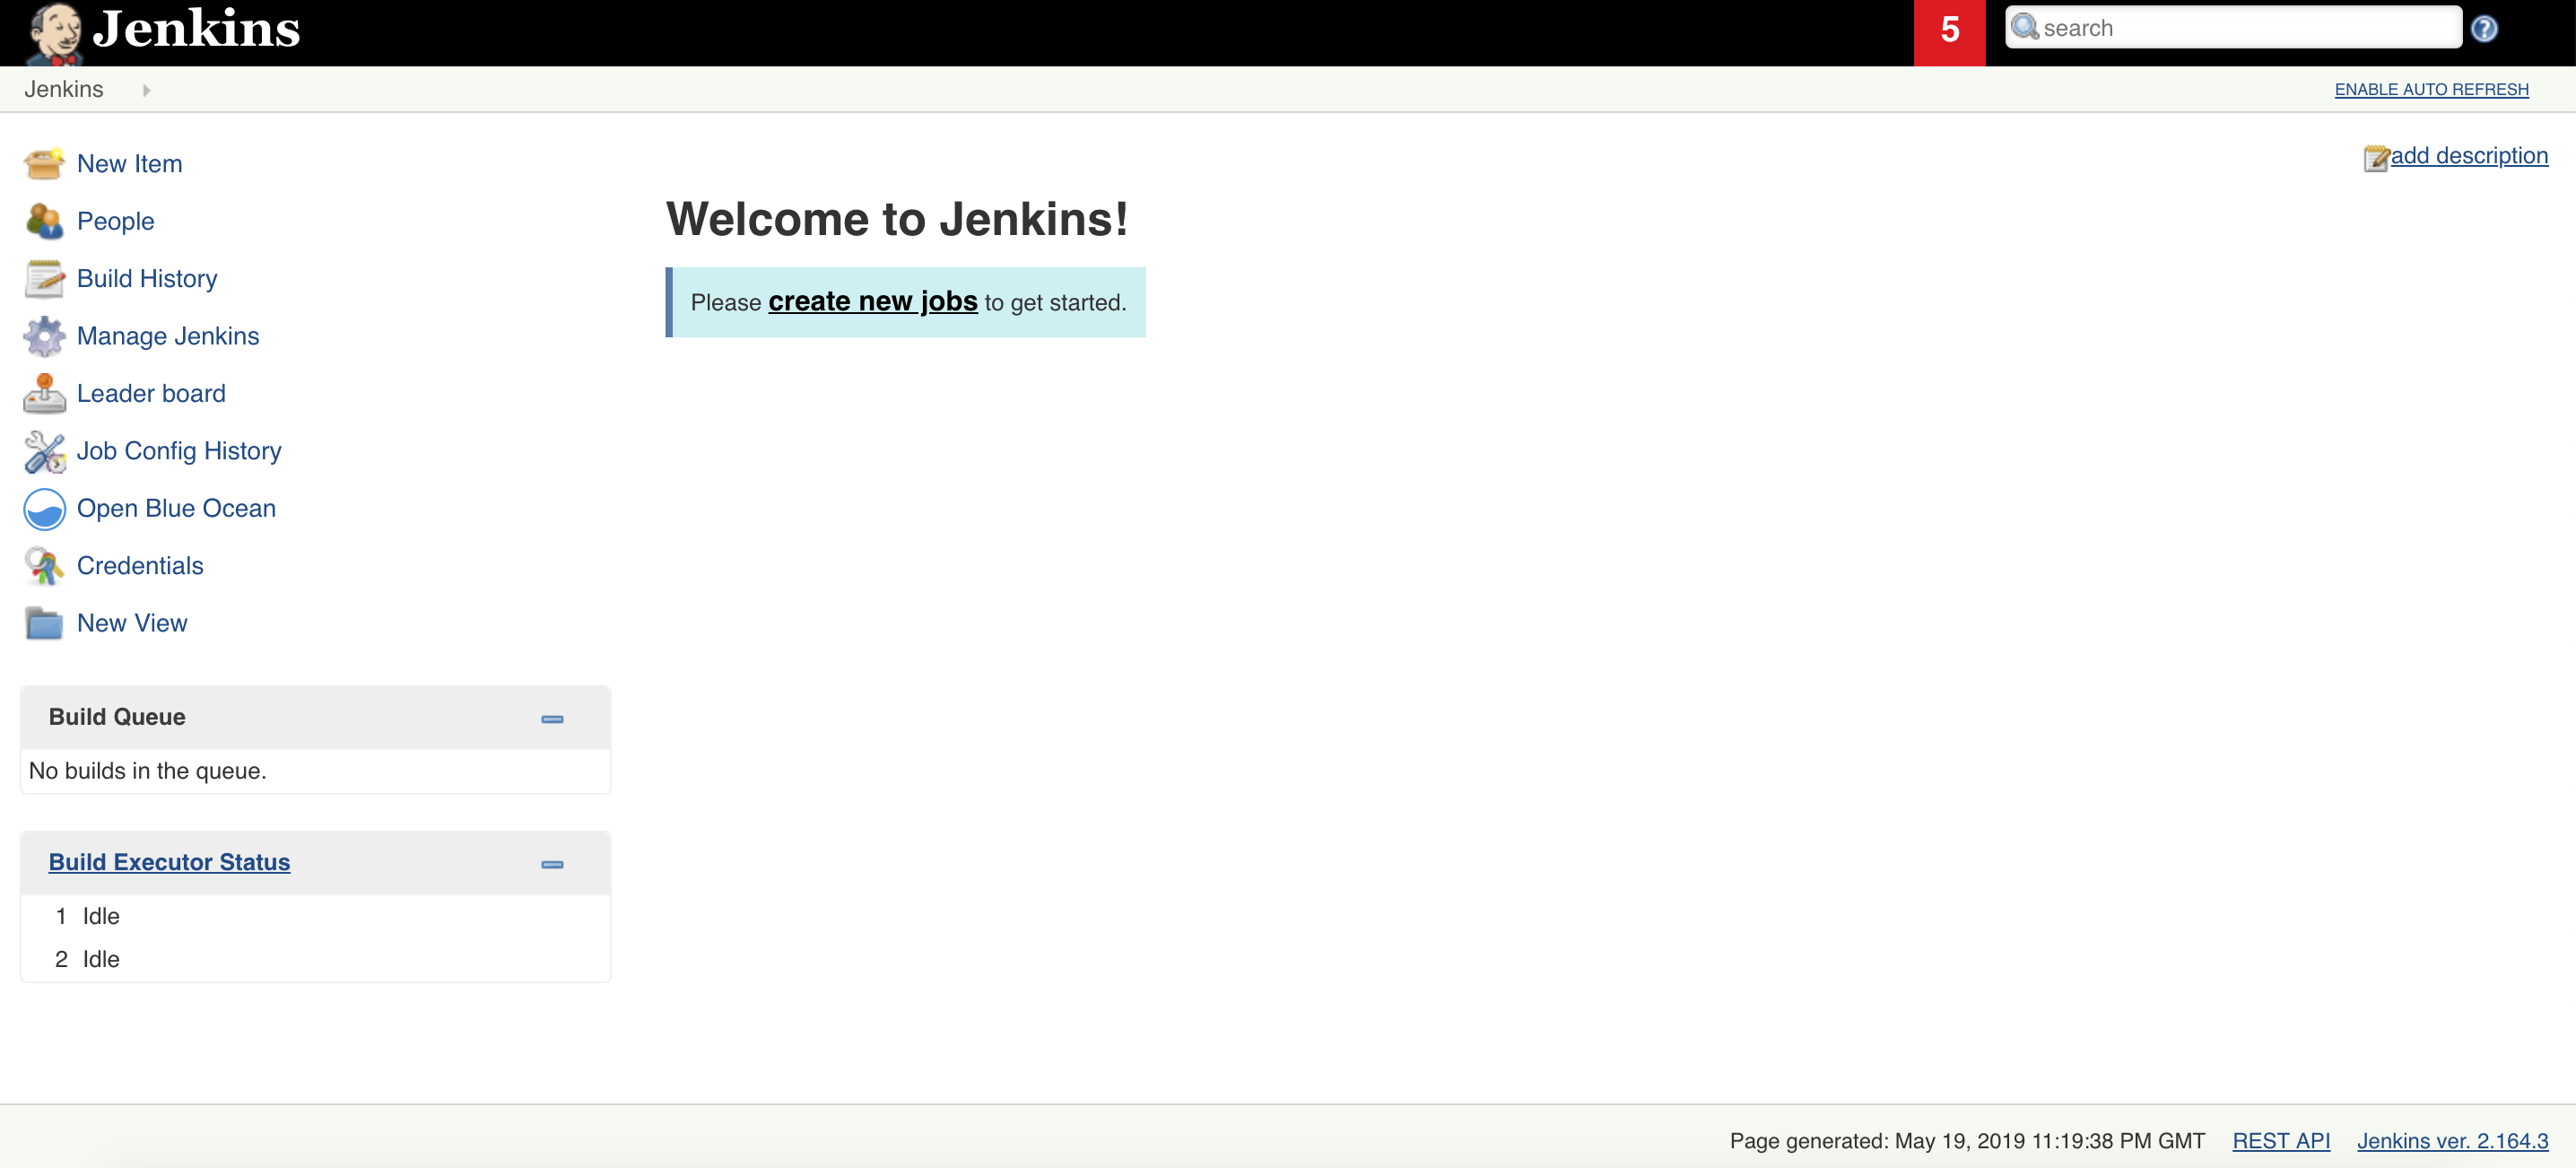 Jenkins
5
search
Jenkins
ENABLE AUTO REFRESH
New Item
People
Build History
Manage Jenkins
Leader board
Job Config History
Open Blue Ocean
Credentials
New View
Build Queue
No builds in the queue.
Build Executor Status
1 Idle
2 Idle
add description
Welcome to Jenkins!
Please create new jobs to get started.
Page generated: May 19, 2019 11:19:38 PM GMT REST API Jenkins ver. 2.164.3